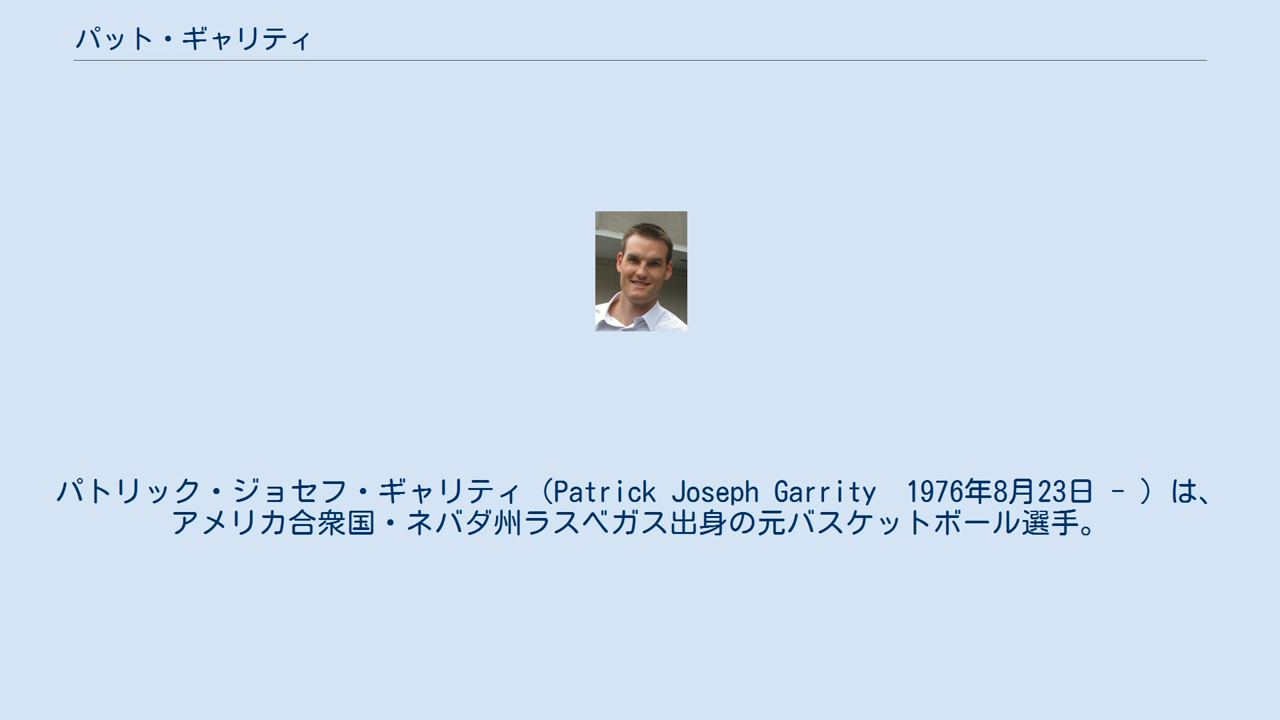 パット・ギャリティ
パトリック・ジョセフ・ギャリティ（Patrick Joseph Garrity　1976年8月23日 - ）は、
アメリカ合衆国・ネバダ州ラスベガス出身の元バスケットボール選手。